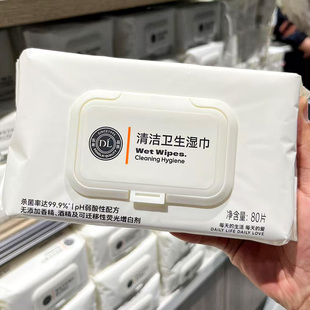 DL
清洁卫生湿巾
Wet Wipes.
Cleaning Hygiene
杀菌率达99.9% | pH弱酸性配方
无添加香精、酒精及可迁移性荧光增白剂
净含量：80片
每天的生活 每天的爱
DAILY LIFE DAILY LOVE